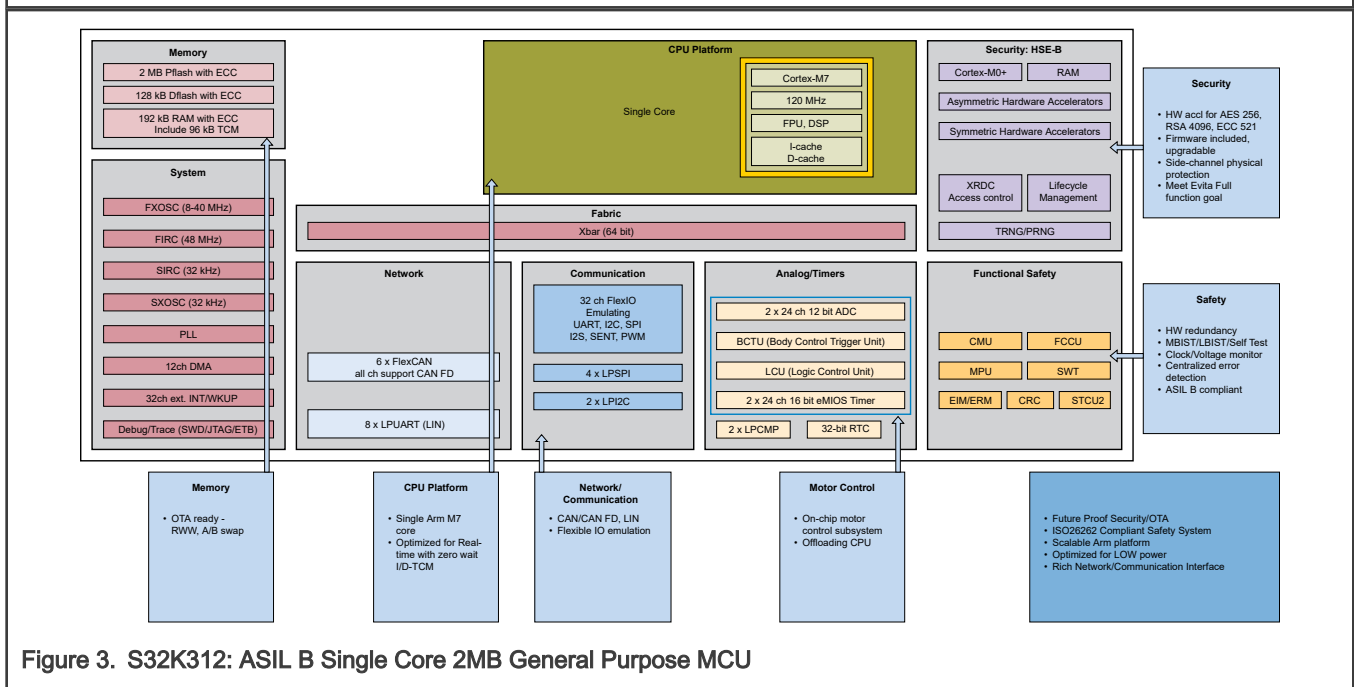 Memory
2 MB Pflash with ECC
128 kB Dflash with ECC
192 kB RAM with ECC
Include 96 kB TCM
System
FXOSC (8-40 MHz)
FIRC (48 MHz)
SIRC (32 kHz)
SXOSC (32 kHz)
PLL
12ch DMA
32ch ext. INT/WKUP
Debug/Trace (SWD/JTAG/ETB)
CPU Platform
Single Core
Cortex-M7
120 MHz
FPU, DSP
I-cache
D-cache
Fabric
Xbar (64 bit)
Network
6 x FlexCAN
all ch support CAN FD
8 x LPUART (LIN)
Communication
32 ch FlexIO
Emulating
UART, I2C, SPI
I2S, SENT, PWM
4 x LPSPI
2 x LPI2C
Analog/Timers
2 x 24 ch 12 bit ADC
BCTU (Body Control Trigger Unit)
LCU (Logic Control Unit)
2 x 24 ch 16 bit eMIOS Timer
2 x LPCMP
32-bit RTC
Security: HSE-B
Cortex-M0+
RAM
Asymmetric Hardware Accelerators
Symmetric Hardware Accelerators
XRDC
Access control
Lifecycle
Management
TRNG/PRNG
Functional Safety
CMU
FCCU
MPU
SWT
EIM/ERM
CRC
STCU2
Security
• HW accl for AES 256,
RSA 4096, ECC 521
• Firmware included,
upgradable
• Side-channel physical
protection
• Meet Evita Full
function goal
Safety
• HW redundancy
• MBIST/LBIST/Self Test
• Clock/Voltage monitor
• Centralized error
detection
• ASIL B compliant
Memory
• OTA ready -
RWW, A/B swap
CPU Platform
• Single Arm M7
core
• Optimized for Real-
time with zero wait
I/D-TCM
Network/
Communication
• CAN/CAN FD, LIN
• Flexible IO emulation
Motor Control
• On-chip motor
control subsystem
• Offloading CPU
• Future Proof Security/OTA
• ISO26262 Compliant Safety System
• Scalable Arm platform
• Optimized for LOW power
• Rich Network/Communication Interface
Figure 3. S32K312: ASIL B Single Core 2MB General Purpose MCU